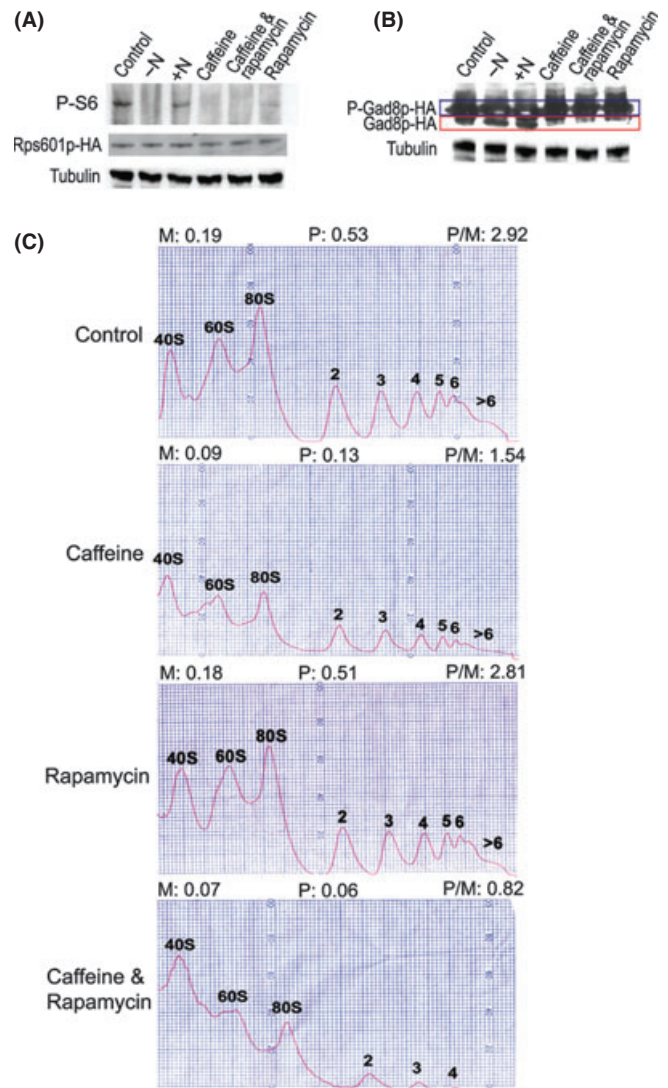 (A)
Control
–N
+N
Caffeine
Caffeine & rapamycin
Rapamycin
P-S6
Rps601p-HA
Tubulin
(B)
Control
–N
+N
Caffeine
Caffeine & rapamycin
Rapamycin
P-Gad8p-HA
Gad8p-HA
Tubulin
(C)
M: 0.19 P: 0.53 P/M: 2.92
Control
40S 60S 80S 2 3 4 5 6 >6
M: 0.09 P: 0.13 P/M: 1.54
Caffeine
40S 60S 80S 2 3 4 5 6 >6
M: 0.18 P: 0.51 P/M: 2.81
Rapamycin
40S 60S 80S 2 3 4 5 6 >6
M: 0.07 P: 0.06 P/M: 0.82
Caffeine &
Rapamycin
40S 60S 80S 2 3 4